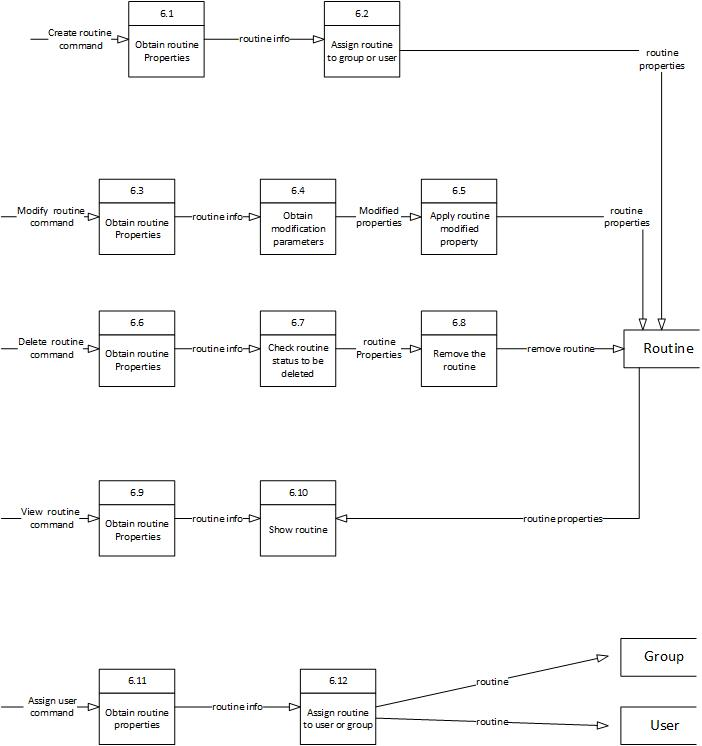 6.1
6.2
Create routine
command
Obtain routine
Properties
routine info
Assign routine
to group or user
routine
properties
6.3
6.4
6.5
Modify routine
command
Obtain routine
Properties
routine info
Obtain
modification
parameters
Modified
properties
Apply routine
modified
property
routine
properties
6.6
6.7
6.8
Delete routine
command
Obtain routine
Properties
routine info
Check routine
status to be
deleted
routine
Properties
Remove the
routine
remove routine
Routine
6.9
6.10
View routine
command
Obtain routine
Properties
routine info
Show routine
routine properties
Group
6.11
6.12
routine
Assign user
command
Obtain routine
properties
routine info
Assign routine
to user or group
routine
User